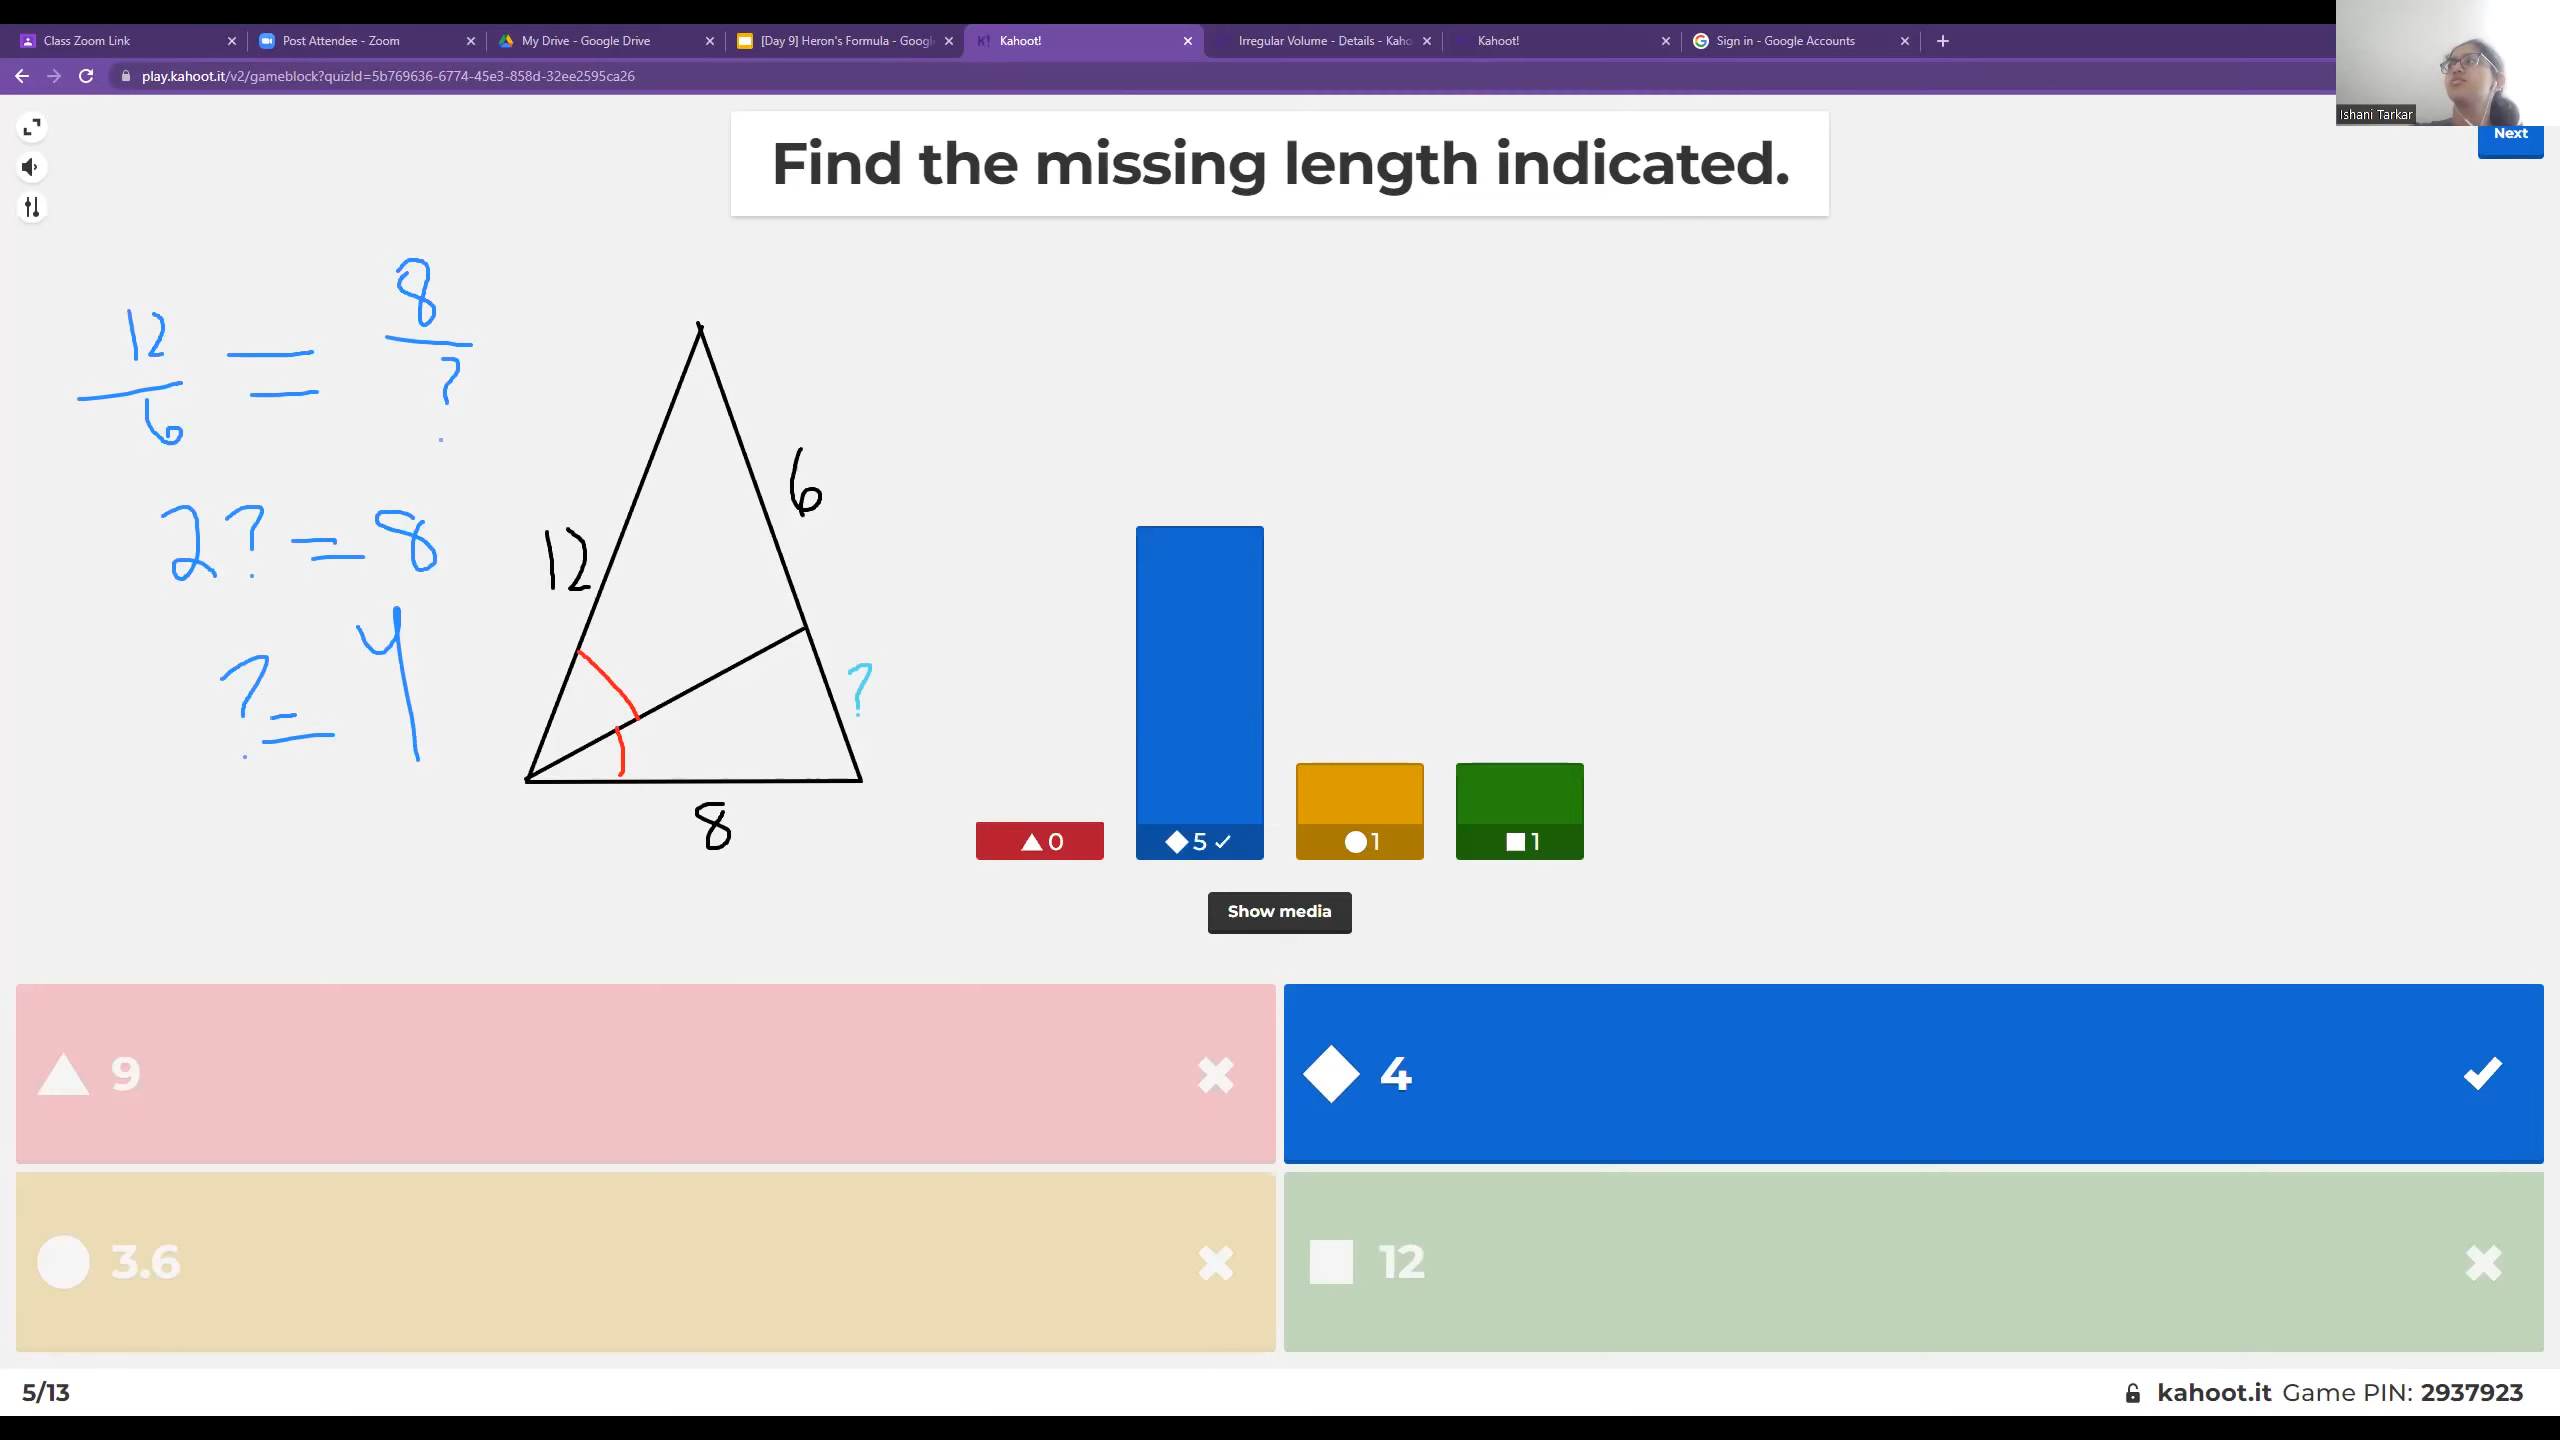 Class Zoom Link
Post Attendee - Zoom
My Drive - Google Drive
[Day 9] Heron's Formula - Googl
Kahoot!
Irregular Volume - Details - Kaho
Kahoot!
Sign in - Google Accounts
play.kahoot.it/v2/gameblock?quizId=5b769636-6774-45e3-858d-32ee2595ca26
Ishani Tarkar
Next
Find the missing length indicated.
12/6 = 8/?
2? = 8
? = 4
12
6
?
8
0
5
1
1
Show media
9
4
3.6
12
5/13
kahoot.it Game PIN: 2937923